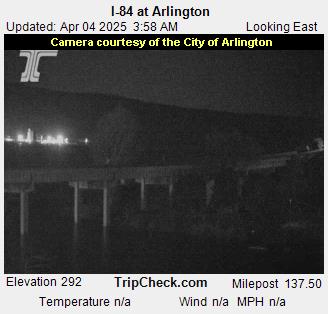 I-84 at Arlington
Updated: Apr 04 2025 3:58 AM Looking East
Camera courtesy of the City of Arlington
Elevation 292 TripCheck.com Milepost 137.50
Temperature n/a Wind n/a MPH n/a